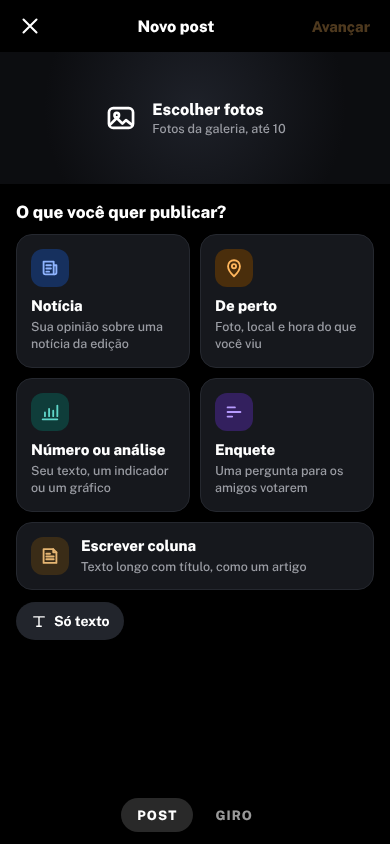 Novo post
Avançar
Escolher fotos
Fotos da galeria, até 10
O que você quer publicar?
Notícia
Sua opinião sobre uma
notícia da edição
De perto
Foto, local e hora do que
você viu
Número ou análise
Seu texto, um indicador
ou um gráfico
Enquete
Uma pergunta para os
amigos votarem
Escrever coluna
Texto longo com título, como um artigo
Só texto
POST
GIRO